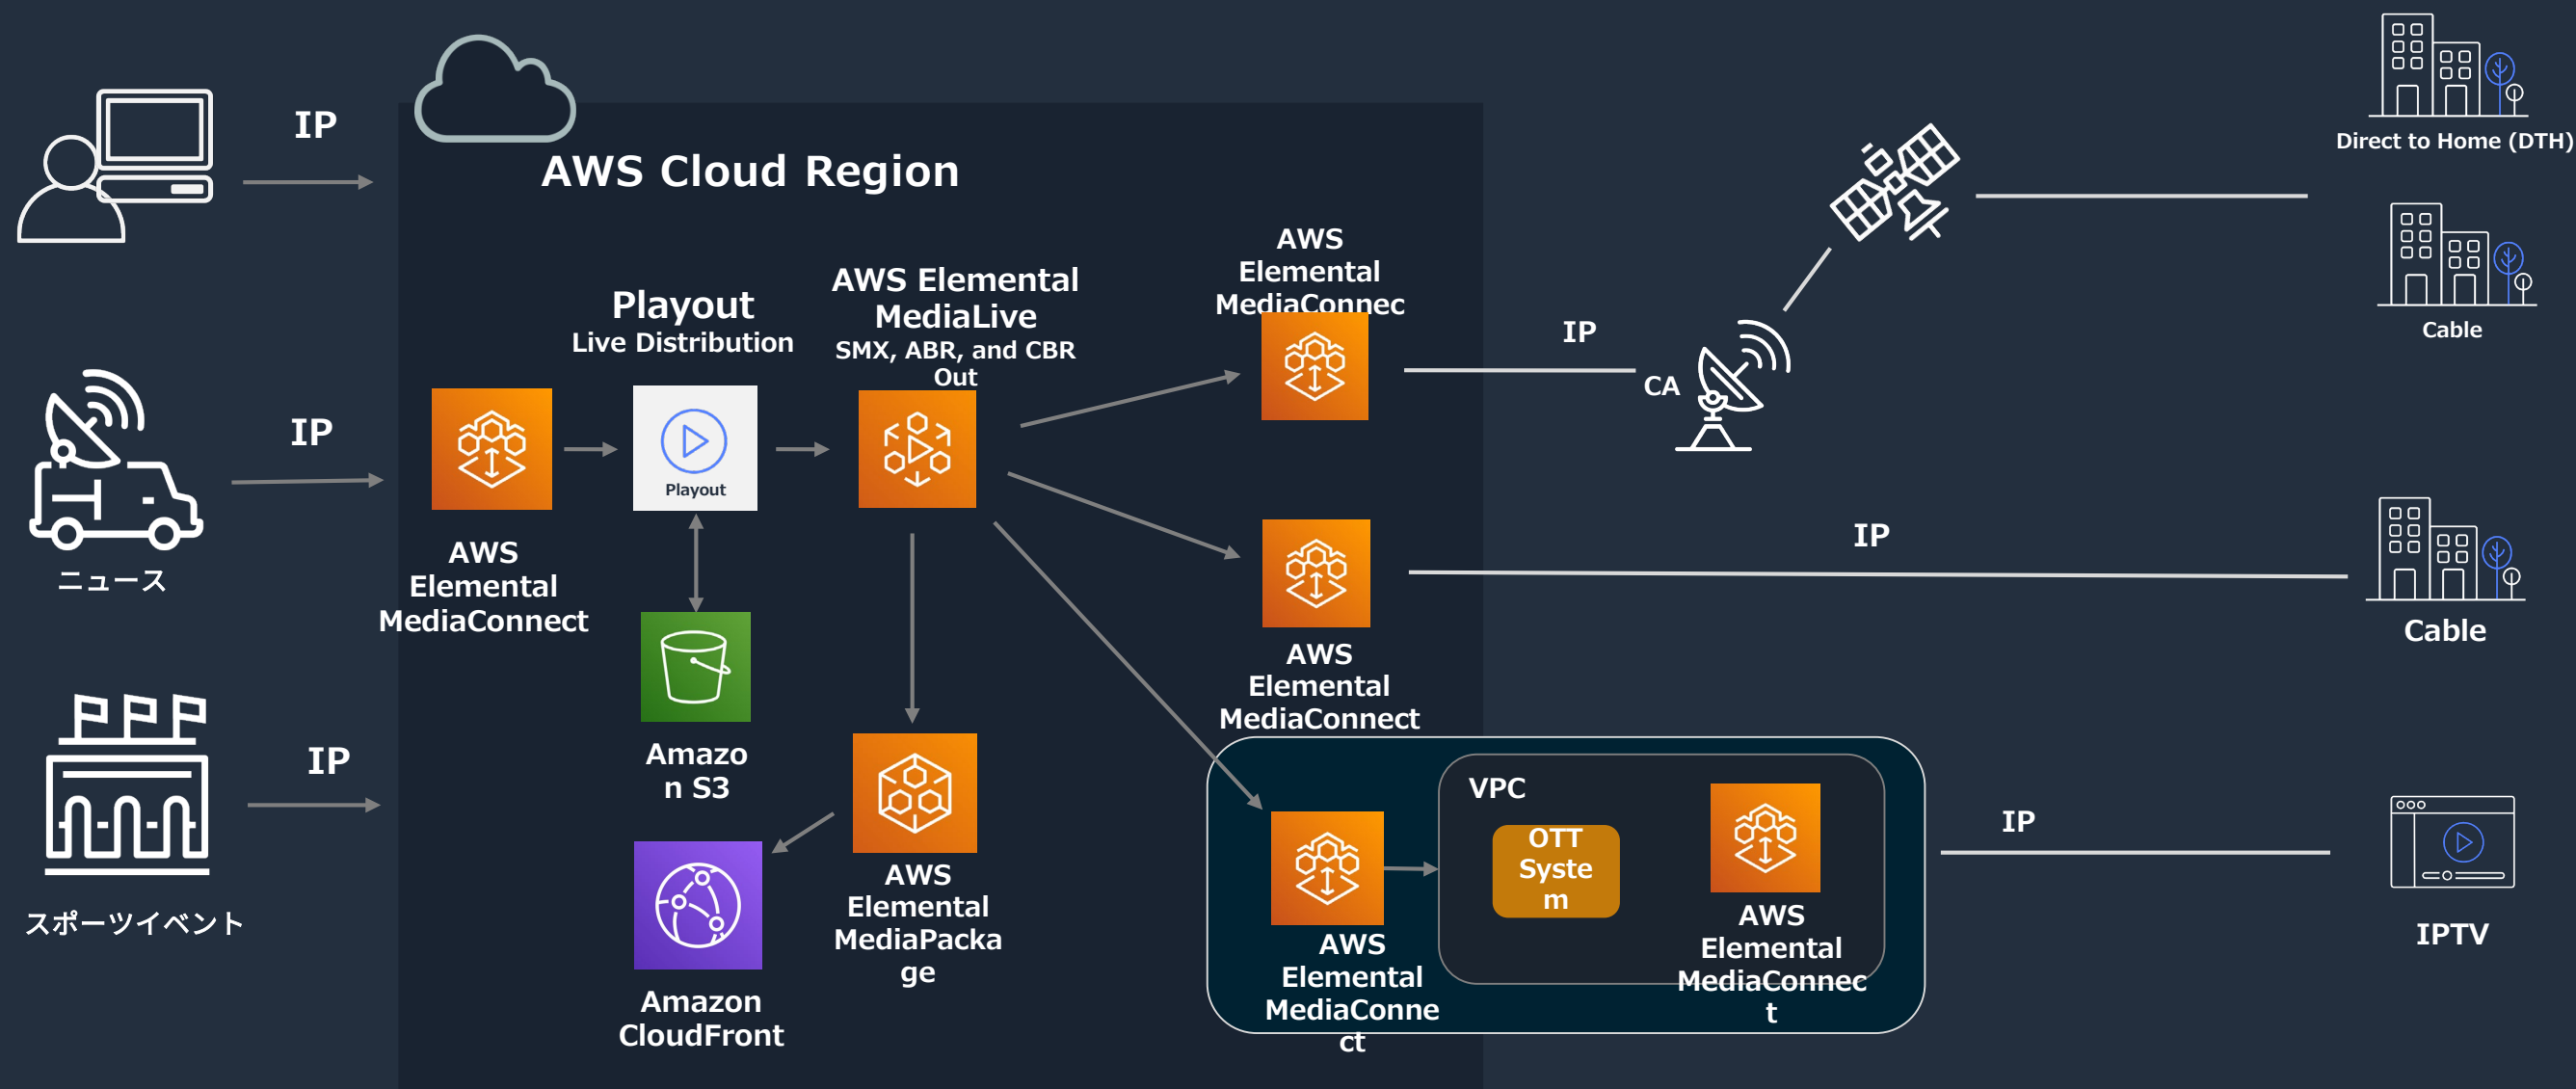 IP
AWS Cloud Region
Direct to Home (DTH)
Cable
AWS
Elemental
MediaConnec
AWS Elemental
MediaLive
SMX, ABR, and CBR
Out
Playout
Live Distribution
IP
CA
IP
Playout
AWS
Elemental
MediaConnect
ニュース
IP
Cable
AWS
Elemental
MediaConnect
Amazo
n S3
IP
スポーツイベント
AWS
Elemental
MediaPacka
ge
Amazon
CloudFront
VPC
OTT
Syste
m
AWS
Elemental
MediaConne
ct
AWS
Elemental
MediaConnec
t
IP
IPTV